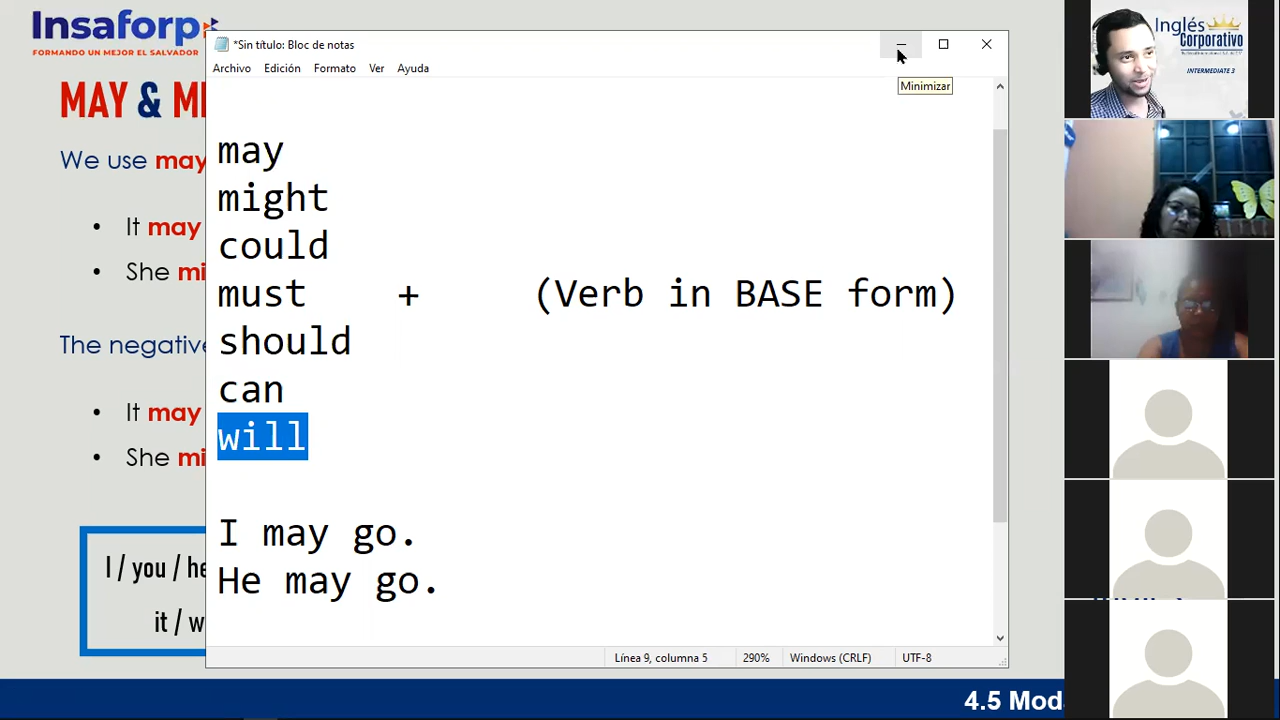 Insaforp
FORMANDO UN MEJOR EL SALVADOR
MAY & MI
We use may
• It may
• She mi
The negative
• It may
• She mi
I / you / he
it / w
*Sin título: Bloc de notas
Archivo Edición Formato Ver Ayuda
Minimizar
may
might
could
must + (Verb in BASE form)
should
can
will
I may go.
He may go.
Línea 9, columna 5 290% Windows (CRLF) UTF-8
4.5 Mod
Inglés
Corporativo
INTERMEDIATE 3